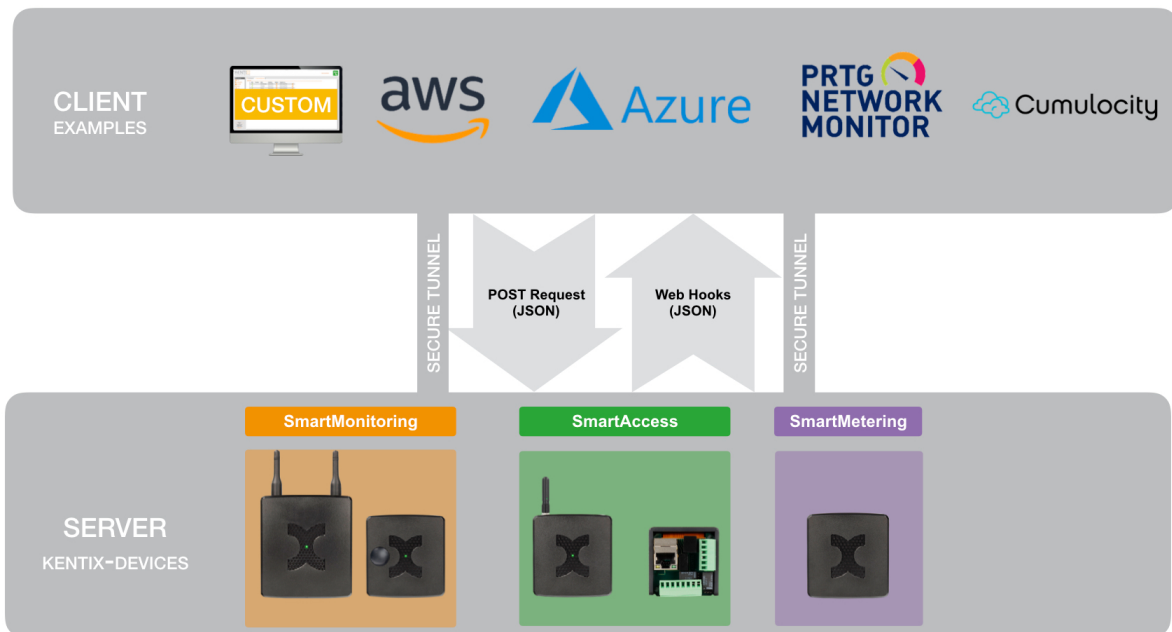 CLIENT
EXAMPLES
CUSTOM
aws
Azure
PRTG
NETWORK
MONITOR
Cumulocity
SECURE TUNNEL
POST Request
(JSON)
Web Hooks
(JSON)
SECURE TUNNEL
SmartMonitoring
SmartAccess
SmartMetering
SERVER
KENTIX-DEVICES